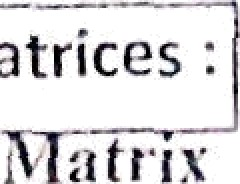 atrices :
Matrix